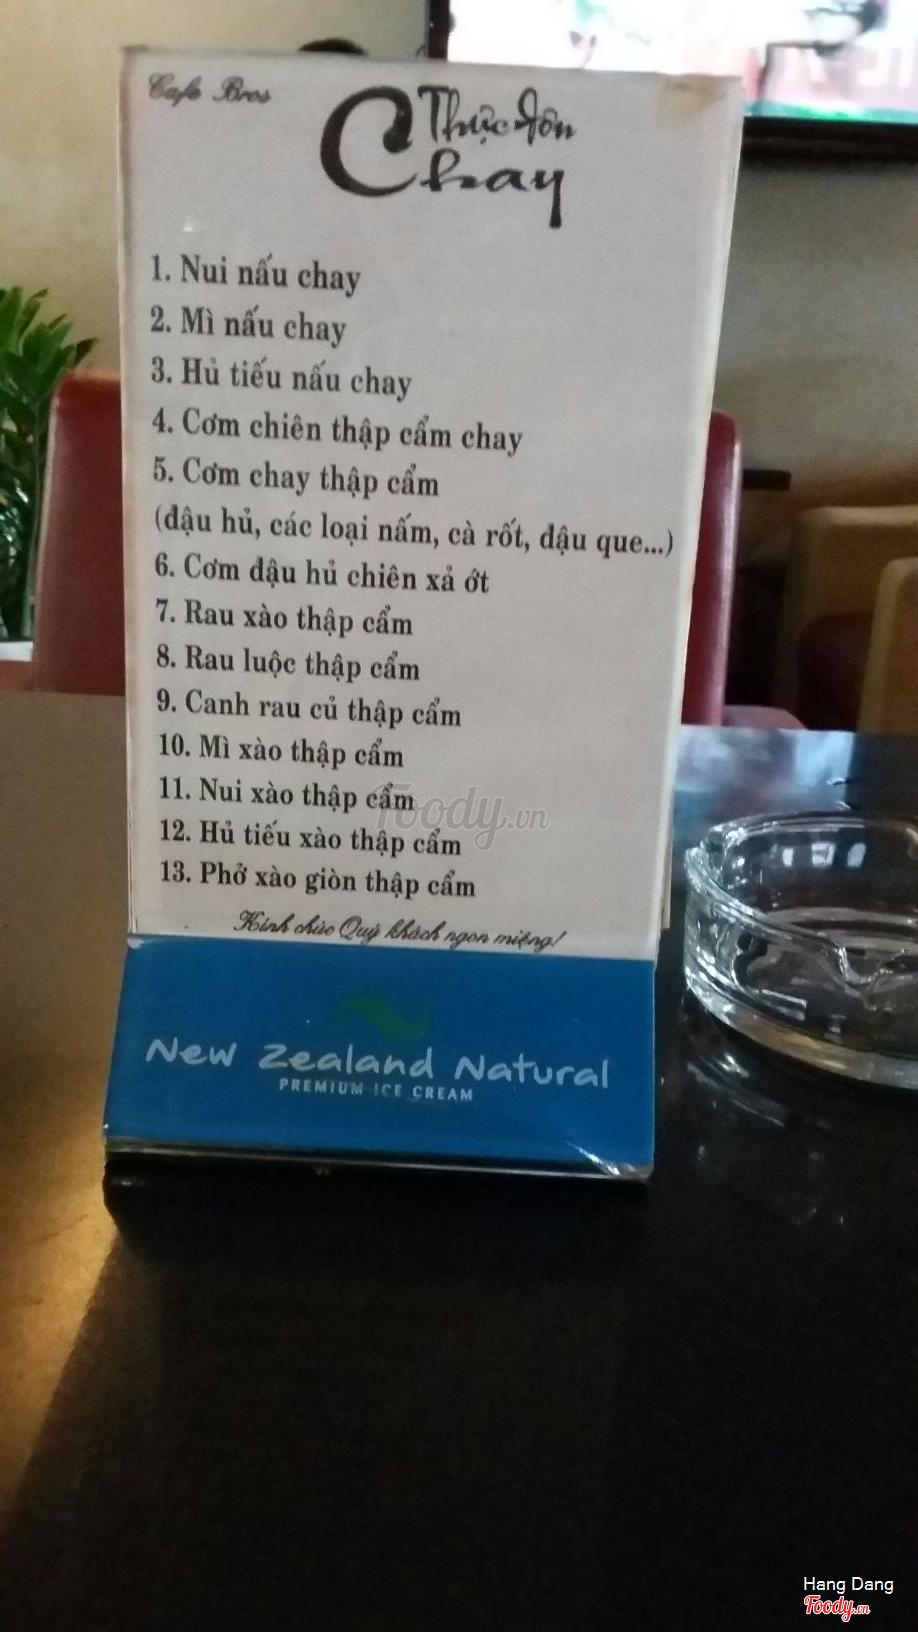 Cafe Bros
Thực đơn
Chay
1. Nui nấu chay
2. Mì nấu chay
3. Hủ tiếu nấu chay
4. Cơm chiên thập cẩm chay
5. Cơm chay thập cẩm
(đậu hủ, các loại nấm, cà rốt, đậu que...)
6. Cơm đậu hủ chiên xả ớt
7. Rau xào thập cẩm
8. Rau luộc thập cẩm
9. Canh rau củ thập cẩm
10. Mì xào thập cẩm
11. Nui xào thập cẩm
Foody.vn
12. Hủ tiếu xào thập cẩm
13. Phở xào giòn thập cẩm
Kính chúc Quý khách ngon miệng!
New Zealand Natural
PREMIUM ICE CREAM
Hang Dang
Foody.vn